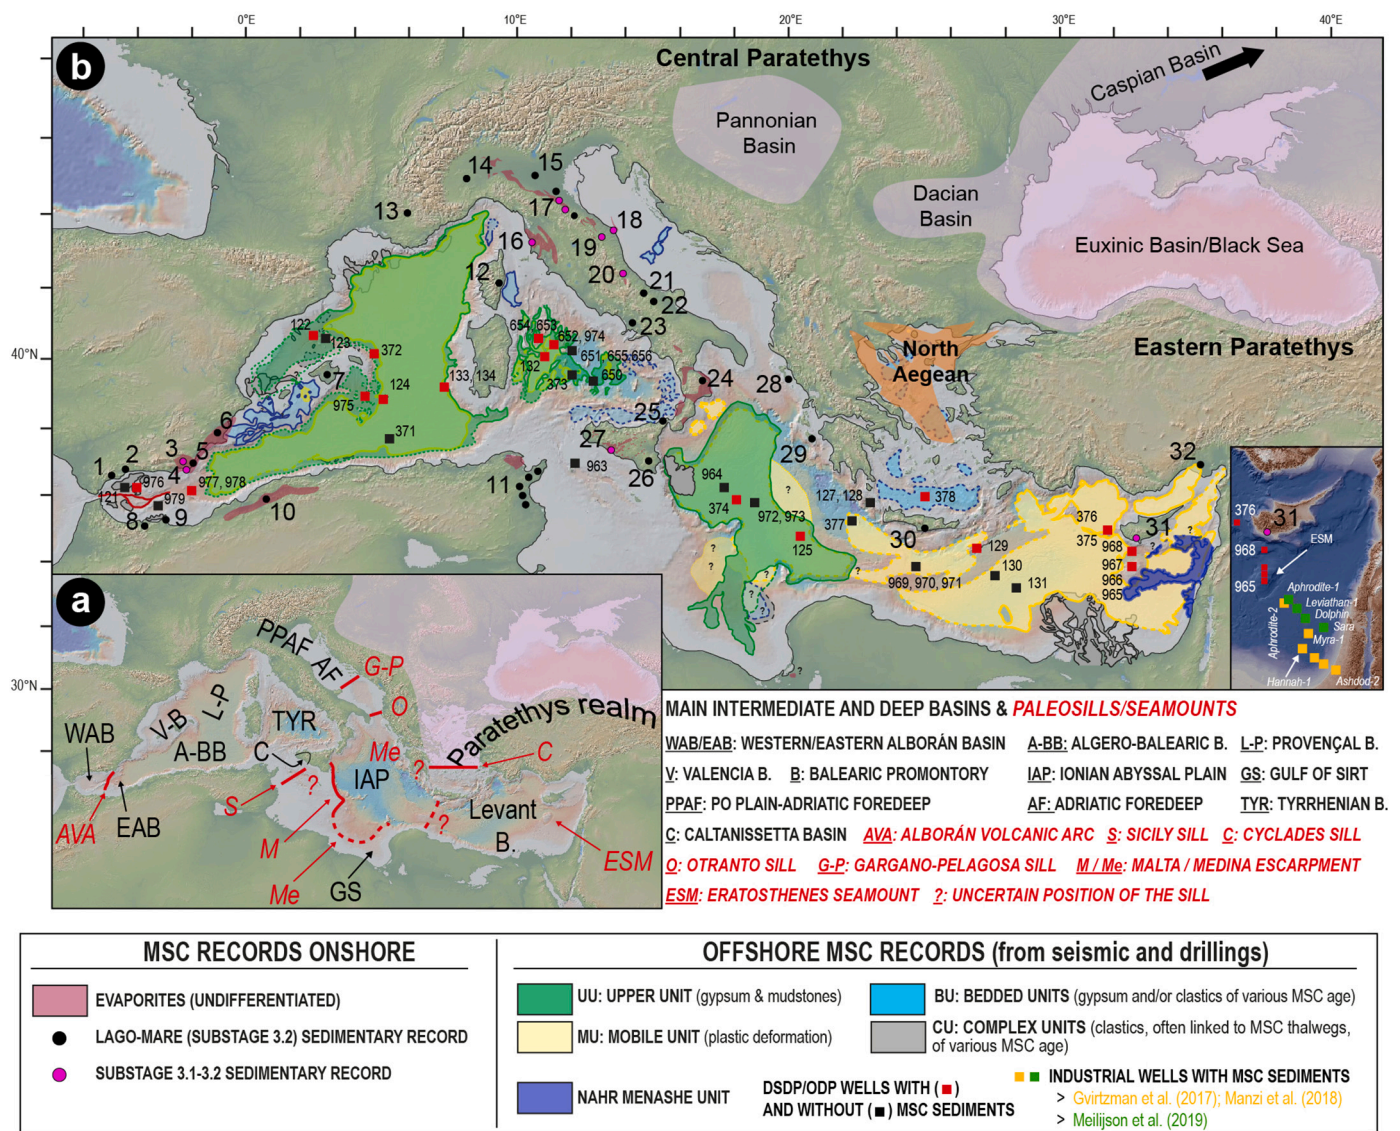 0°E
10°E
20°E
30°E
40°E
b
Central Paratethys
Caspian Basin
Pannonian
Basin
Dacian
Basin
Euxinic Basin/Black Sea
14
15
13
17
18
16
19
12
20
21
22
23
122
123
372
654, 653
652, 974
651, 655, 656
132
373
650
40°N
North
Aegean
Eastern Paratethys
7
124
133, 134
975
24
28
6
371
25
3
5
2
1
4
976
977, 978
121
979
27
963
26
11
964
29
374
972, 973
127, 128
378
377
32
8
9
10
?
125
30
129
376
375
31
968
967
966
965
969, 970, 971
130
131
?
?
?
?
?
?
?
?
?
?
?
376
31
ESM
968
965
Aphrodite-1
Leviathan-1
Dolphin
Sara
Myra-1
Aphrodite-2
Hannah-1
Ashdod-2
30°N
a
PPAF
AF
G-P
O
Paratethys realm
WAB
V-B
L-P
A-BB
TYR
C
Me
?
C
IAP
?
S
?
Levant
B.
AVA
EAB
M
Me
GS
ESM
MAIN INTERMEDIATE AND DEEP BASINS & PALEOSILLS/SEAMOUNTS
WAB/EAB: WESTERN/EASTERN ALBORÁN BASIN A-BB: ALGERO-BALEARIC B. L-P: PROVENÇAL B.
V: VALENCIA B. B: BALEARIC PROMONTORY IAP: IONIAN ABYSSAL PLAIN GS: GULF OF SIRT
PPAF: PO PLAIN-ADRIATIC FOREDEEP AF: ADRIATIC FOREDEEP TYR: TYRRHENIAN B.
C: CALTANISSETTA BASIN AVA: ALBORÁN VOLCANIC ARC S: SICILY SILL C: CYCLADES SILL
O: OTRANTO SILL G-P: GARGANO-PELAGOSA SILL M / Me: MALTA / MEDINA ESCARPMENT
ESM: ERATOSTHENES SEAMOUNT ?: UNCERTAIN POSITION OF THE SILL
MSC RECORDS ONSHORE
EVAPORITES (UNDIFFERENTIATED)
LAGO-MARE (SUBSTAGE 3.2) SEDIMENTARY RECORD
SUBSTAGE 3.1-3.2 SEDIMENTARY RECORD
OFFSHORE MSC RECORDS (from seismic and drillings)
UU: UPPER UNIT (gypsum & mudstones)
BU: BEDDED UNITS (gypsum and/or clastics of various MSC age)
MU: MOBILE UNIT (plastic deformation)
CU: COMPLEX UNITS (clastics, often linked to MSC thalwegs,
of various MSC age)
NAHR MENASHE UNIT
DSDP/ODP WELLS WITH ( )
AND WITHOUT ( ) MSC SEDIMENTS
INDUSTRIAL WELLS WITH MSC SEDIMENTS
> Gvirtzman et al. (2017); Manzi et al. (2018)
> Meilijson et al. (2019)